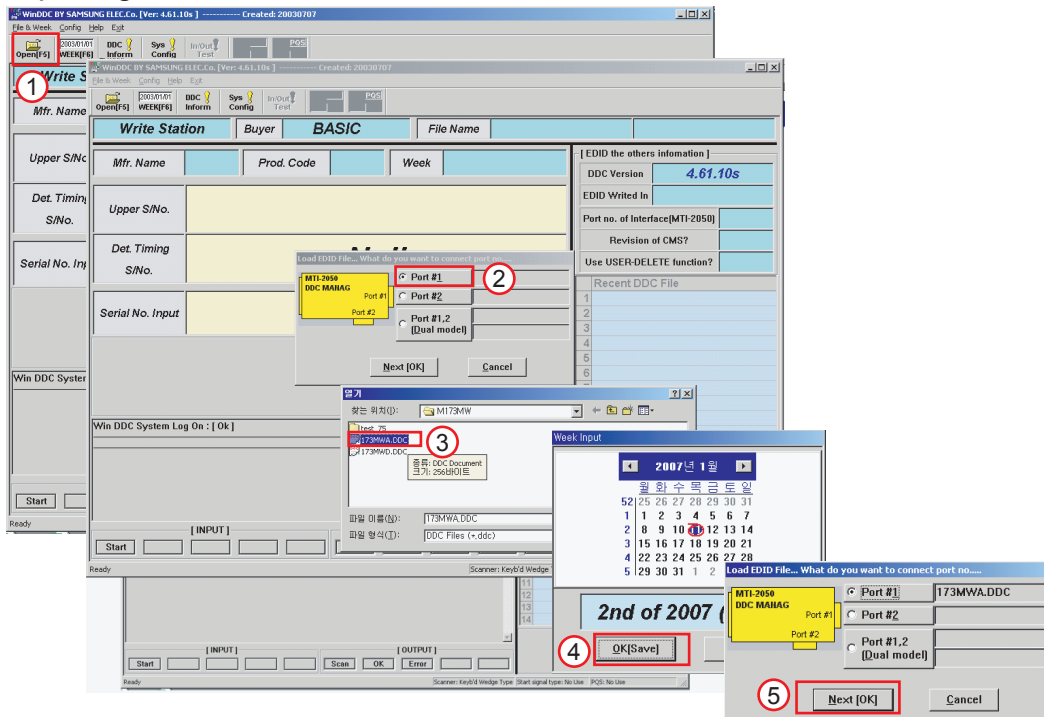 WinDDC BY SAMSUNG ELEC.Co. [Ver: 4.61.10s ] ---------- Created: 20030707
File & Week Config Help Exit
Open[F5] 2003/01/01 WEEK[F6] DDC Inform Sys Config In/Out Test PQS
1
Write S
Mfr. Name
Upper S/No
Det. Timing
S/No.
Serial No. Inp
Win DDC System
Start
Ready
WinDDC BY SAMSUNG ELEC.Co. [Ver: 4.61.10s ] ---------- Created: 20030707
File & Week Config Help Exit
Open[F5] 2003/01/01 WEEK[F6] DDC Inform Sys Config In/Out Test PQS
Write Station Buyer BASIC File Name
Mfr. Name Prod. Code Week
Upper S/No.
Det. Timing
S/No.
Serial No. Input
[ EDID the others infomation ]
DDC Version 4.61.10s
EDID Writed In
Port no. of Interface(MTI-2050)
Revision of CMS?
Use USER-DELETE function?
Recent DDC File
1
2
3
4
5
6
Win DDC System Log On : [ Ok ]
[ INPUT ]
Start
Ready
Scanner: Keyb'd Wedge
Load EDID File... What do you want to connect port no.....
MTI-2050
DDC MANAG
Port #1
Port #2
Port #1
Port #2
Port #1,2
(Dual model)
2
Next [OK] Cancel
열기
찾는 위치(I): M173MW
test_75
173MWA.DDC
173MWD.DDC
3
종류: DDC Document
크기: 256바이트
파일 이름(N): 173MWA.DDC
파일 형식(T): DDC Files (*.ddc)
Week Input
2007년 1월
월 화 수 목 금 토 일
52 25 26 27 28 29 30 31
1 1 2 3 4 5 6 7
2 8 9 10 11 12 13 14
3 15 16 17 18 19 20 21
4 22 23 24 25 26 27 28
5 29 30 31 1 2
2nd of 2007 (
4
OK[Save]
Load EDID File... What do you want to connect port no.....
MTI-2050
DDC MANAG
Port #1
Port #2
Port #1 173MWA.DDC
Port #2
Port #1,2
(Dual model)
5
Next [OK] Cancel
11
12
13
14
[ INPUT ] [ OUTPUT ]
Start Scan OK Error
Ready Scanner: Keyb'd Wedge Type Start signal type: No Use PQS: No Use